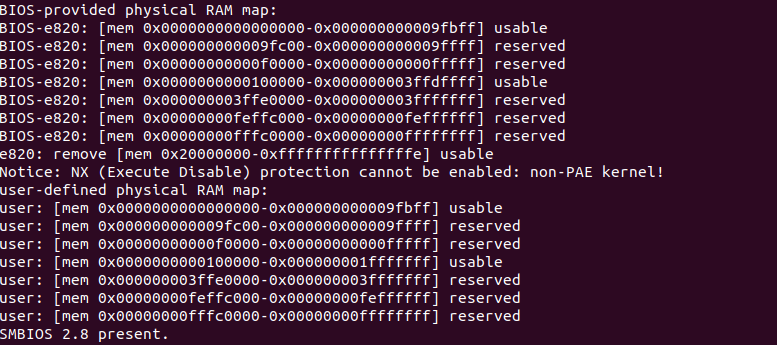 BIOS-provided physical RAM map:
BIOS-e820: [mem 0x0000000000000000-0x000000000009fbff] usable
BIOS-e820: [mem 0x000000000009fc00-0x000000000009ffff] reserved
BIOS-e820: [mem 0x00000000000f0000-0x00000000000fffff] reserved
BIOS-e820: [mem 0x0000000000100000-0x000000003ffdffff] usable
BIOS-e820: [mem 0x000000003ffe0000-0x000000003fffffff] reserved
BIOS-e820: [mem 0x00000000feffc000-0x00000000feffffff] reserved
BIOS-e820: [mem 0x00000000fffc0000-0x00000000ffffffff] reserved
e820: remove [mem 0x20000000-0xfffffffffffffffe] usable
Notice: NX (Execute Disable) protection cannot be enabled: non-PAE kernel!
user-defined physical RAM map:
user: [mem 0x0000000000000000-0x000000000009fbff] usable
user: [mem 0x000000000009fc00-0x000000000009ffff] reserved
user: [mem 0x00000000000f0000-0x00000000000fffff] reserved
user: [mem 0x0000000000100000-0x000000001fffffff] usable
user: [mem 0x000000003ffe0000-0x000000003fffffff] reserved
user: [mem 0x00000000feffc000-0x00000000feffffff] reserved
user: [mem 0x00000000fffc0000-0x00000000ffffffff] reserved
SMBIOS 2.8 present.